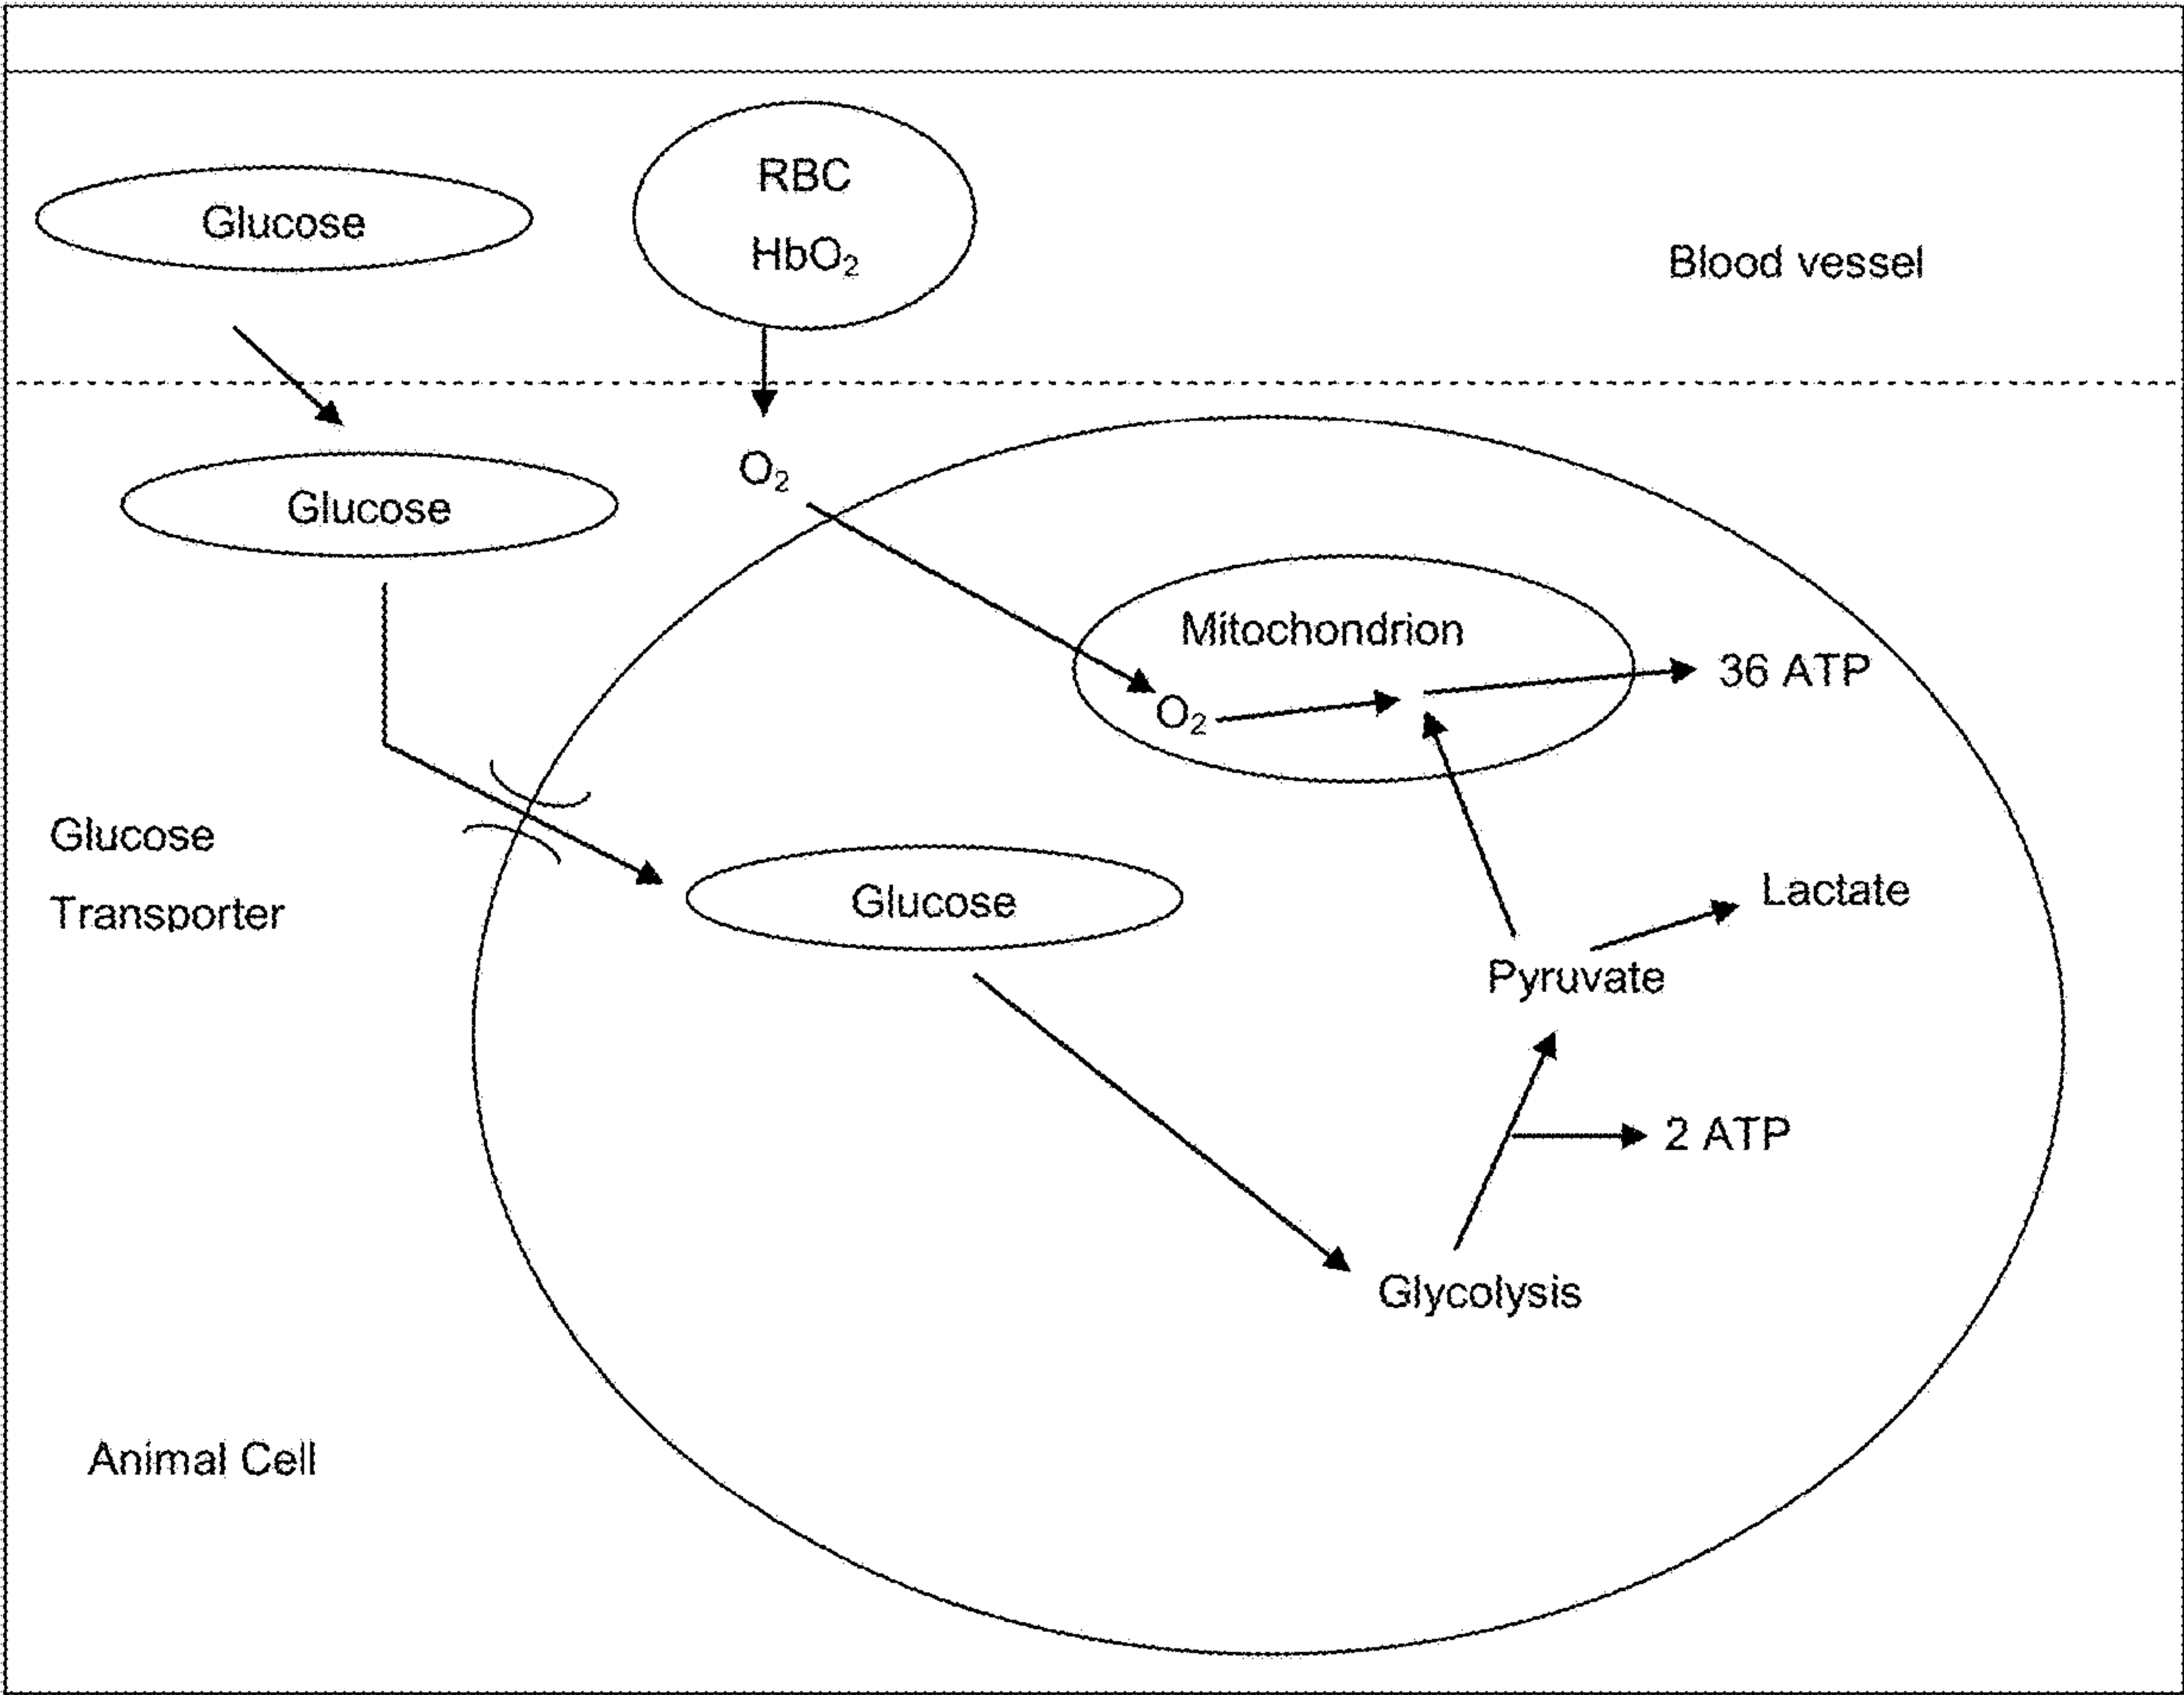 RBC
Glucose
HbO₂
Blood vessel
O₂
Glucose
Mitochondrion
36 ATP
O₂
Glucose
Transporter
Glucose
Lactate
Pyruvate
2 ATP
Glycolysis
Animal Cell